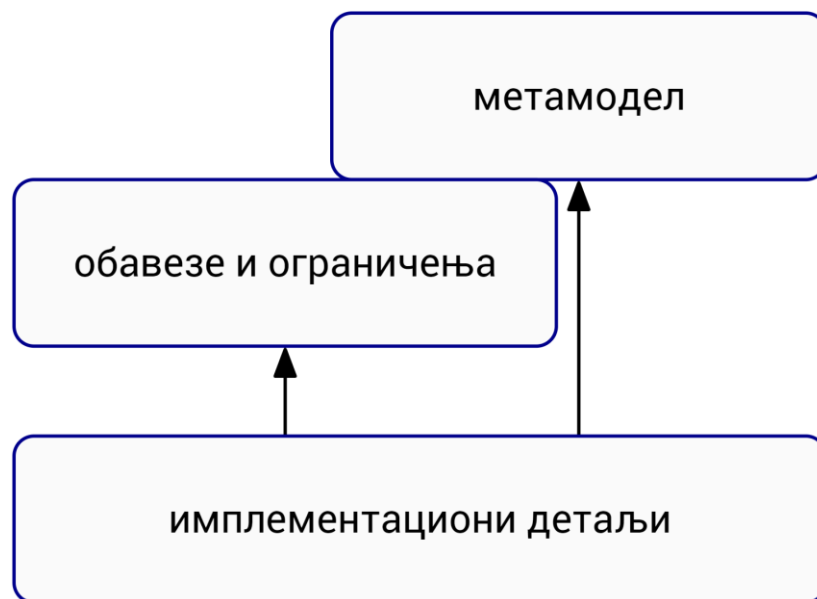 метамодел
обавезе и ограничења
имплементациони детаљи